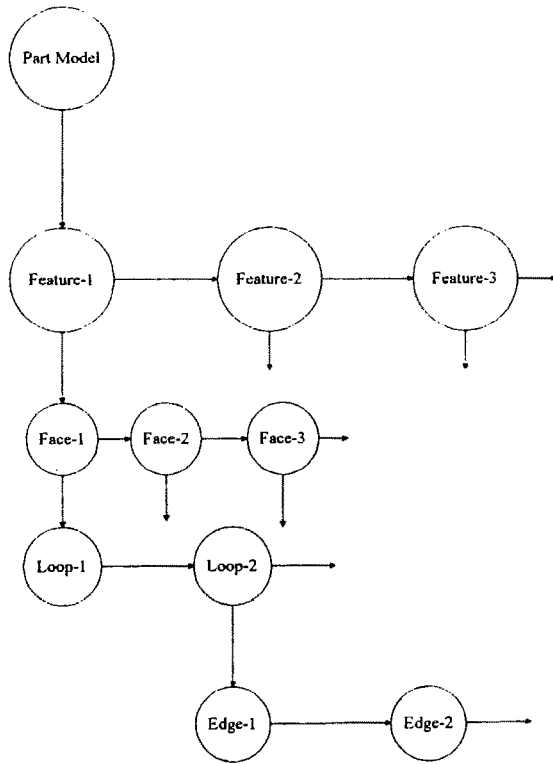 Part Model
Feature-1
Feature-2
Feature-3
Face-1
Face-2
Face-3
Loop-1
Loop-2
Edge-1
Edge-2